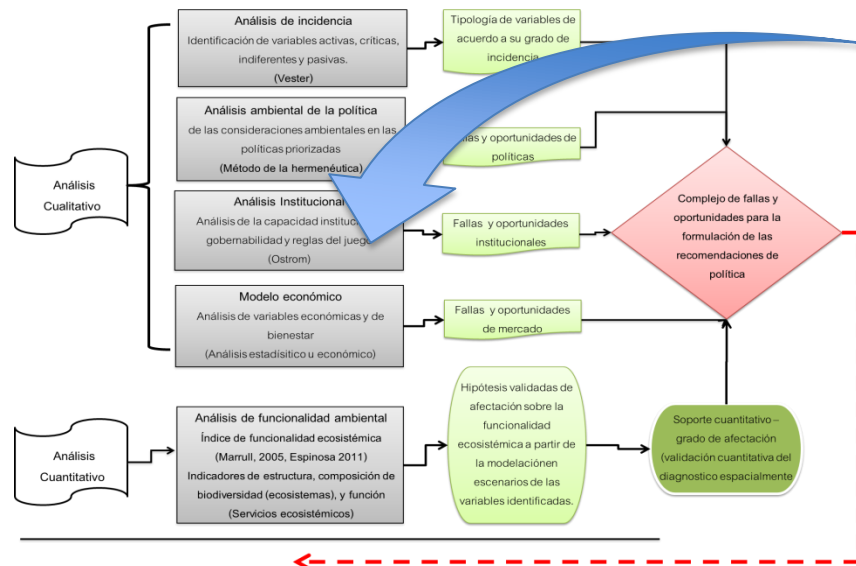 Análisis de incidencia
Identificación de variables activas, críticas,
indiferentes y pasivas.
(Vester)
Tipología de variables de
acuerdo a su grado de
incidencia
Análisis ambiental de la política
de las consideraciones ambientales en las
políticas priorizadas
(Método de la hermenéutica)
y oportunidades de
políticas
Análisis
Cualitativo
Análisis Institucional
Análisis de la capacidad
gobernabilidad y reglas del
(Ostrom)
Fallas y oportunidades
institucionales
Complejo de fallas y
oportunidades para la
formulación de las
recomendaciones de
política
Modelo económico
Análisis de variables económicas y de
bienestar
(Análisis estadísitico u económico)
Fallas y oportunidades
de mercado
Análisis
Cuantitativo
Análisis de funcionalidad ambiental
Índice de funcionalidad ecosistémica
(Marrull, 2005, Espinosa 2011)
Indicadores de estructura, composición de
biodiversidad (ecosistemas), y función
(Servicios ecosistémicos)
Hipótesis validadas de
afectación sobre la
funcionalidad
ecosistémica a partir de
la modelaciónen
escenarios de las
variables identificadas.
Soporte cuantitativo –
grado de afectación
(validación cuantitativa del
diagnostico espacialmente